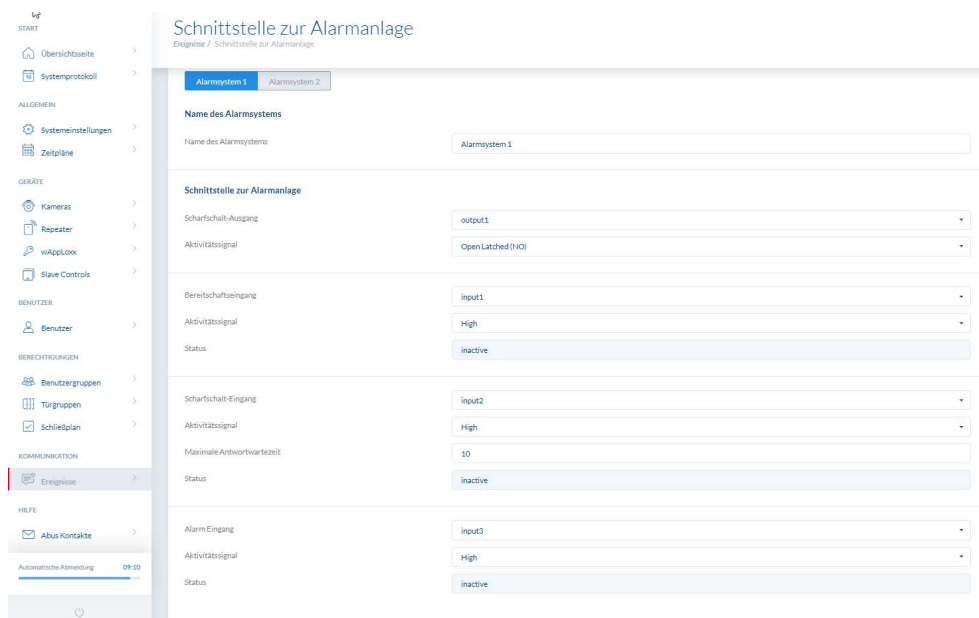 START
Übersichtsseite
Systemprotokoll
ALLGEMEIN
Systemeinstellungen
Zeitpläne
GERÄTE
Kameras
Repeater
wAppLoxx
Slave Controls
BENUTZER
Benutzer
BERECHTIGUNGEN
Benutzergruppen
Türgruppen
Schließplan
KOMMUNIKATION
Ereignisse
HILFE
Abus Kontakte
Automatische Abmeldung 09:10
Schnittstelle zur Alarmanlage
Ereignisse / Schnittstelle zur Alarmanlage
Alarmsystem 1 Alarmsystem 2
Name des Alarmsystems
Name des Alarmsystems Alarmsystem 1
Schnittstelle zur Alarmanlage
Scharfschalt-Ausgang output1
Aktivitätssignal Open Latched (NO)
Bereitschaftseingang input1
Aktivitätssignal High
Status inactive
Scharfschalt-Eingang input2
Aktivitätssignal High
Maximale Antwortwartezeit 10
Status inactive
Alarm Eingang input3
Aktivitätssignal High
Status inactive